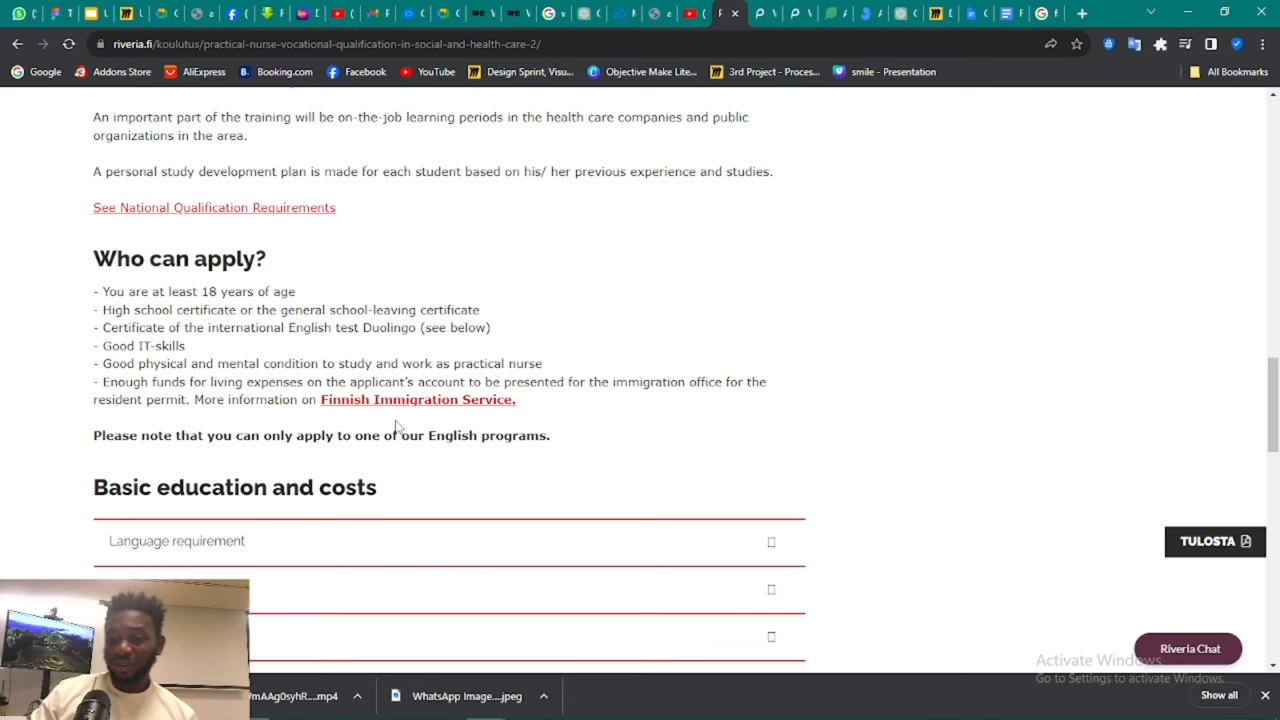 riveria.fi/koulutus/practical-nurse-vocational-qualification-in-social-and-health-care-2/
Google
Addons Store
AliExpress
Booking.com
Facebook
YouTube
Design Sprint, Visu...
Objective Make Lite...
3rd Project - Proces...
smile - Presentation
All Bookmarks
An important part of the training will be on-the-job learning periods in the health care companies and public
organizations in the area.
A personal study development plan is made for each student based on his/ her previous experience and studies.
See National Qualification Requirements
Who can apply?
- You are at least 18 years of age
- High school certificate or the general school-leaving certificate
- Certificate of the international English test Duolingo (see below)
- Good IT-skills
- Good physical and mental condition to study and work as practical nurse
- Enough funds for living expenses on the applicant's account to be presented for the immigration office for the
resident permit. More information on Finnish Immigration Service.
Please note that you can only apply to one of our English programs.
Basic education and costs
Language requirement
TULOSTA
Riveria Chat
Activate Windows
Go to Settings to activate Windows.
/mAAg0syhR....mp4
WhatsApp Image....jpeg
Show all